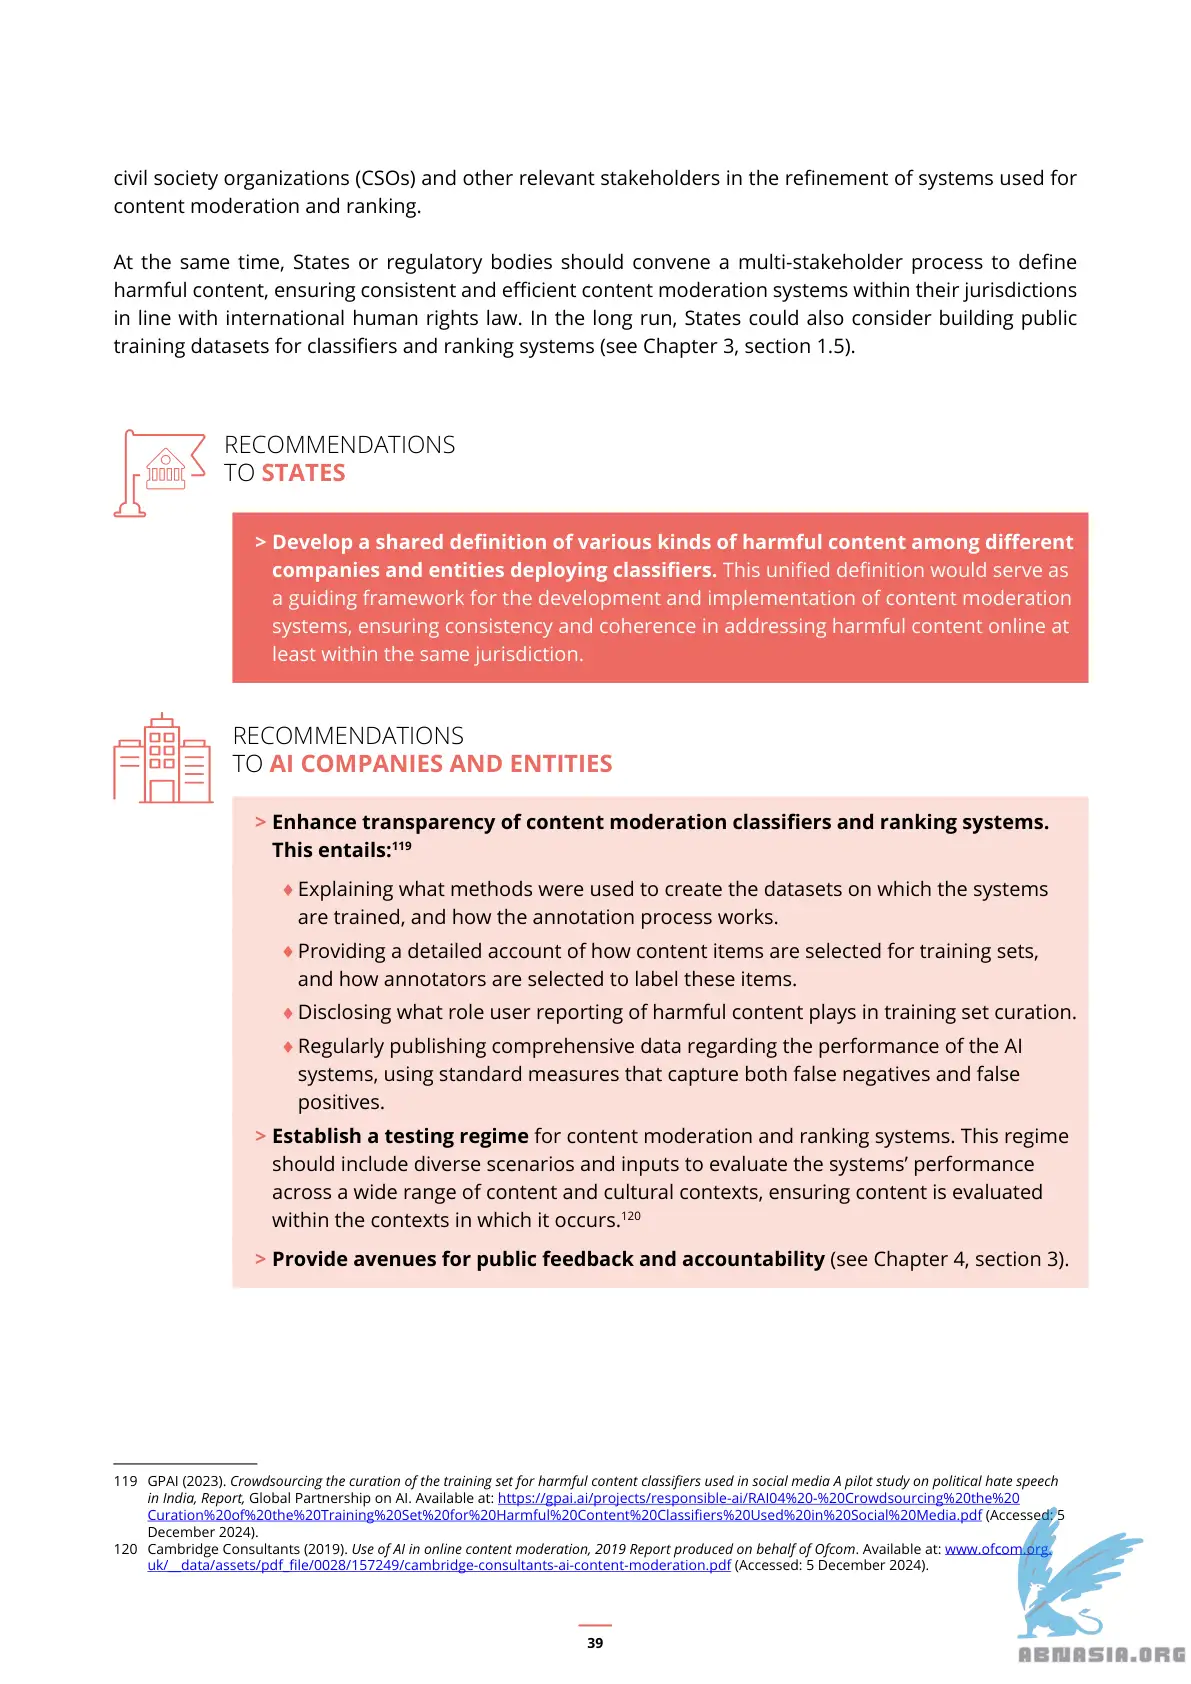 civil society organizations (CSOs) and other relevant stakeholders in the refinement of systems used for
content moderation and ranking.
At the same time, States or regulatory bodies should convene a multi-stakeholder process to define
harmful content, ensuring consistent and efficient content moderation systems within their jurisdictions
in line with international human rights law. In the long run, States could also consider building public
training datasets for classifiers and ranking systems (see Chapter 3, section 1.5).
RECOMMENDATIONS
TO STATES
> Develop a shared definition of various kinds of harmful content among different
companies and entities deploying classifiers. This unified definition would serve as
a guiding framework for the development and implementation of content moderation
systems, ensuring consistency and coherence in addressing harmful content online at
least within the same jurisdiction.
RECOMMENDATIONS
TO AI COMPANIES AND ENTITIES
> Enhance transparency of content moderation classifiers and ranking systems.
This entails:119
♦ Explaining what methods were used to create the datasets on which the systems
are trained, and how the annotation process works.
♦ Providing a detailed account of how content items are selected for training sets,
and how annotators are selected to label these items.
♦ Disclosing what role user reporting of harmful content plays in training set curation.
♦ Regularly publishing comprehensive data regarding the performance of the AI
systems, using standard measures that capture both false negatives and false
positives.
> Establish a testing regime for content moderation and ranking systems. This regime
should include diverse scenarios and inputs to evaluate the systems’ performance
across a wide range of content and cultural contexts, ensuring content is evaluated
within the contexts in which it occurs.120
> Provide avenues for public feedback and accountability (see Chapter 4, section 3).
119 GPAI (2023). Crowdsourcing the curation of the training set for harmful content classifiers used in social media A pilot study on political hate speech
in India, Report, Global Partnership on AI. Available at: https://gpai.ai/projects/responsible-ai/RAI04%20-%20Crowdsourcing%20the%20
Curation%20of%20the%20Training%20Set%20for%20Harmful%20Content%20Classifiers%20Used%20in%20Social%20Media.pdf (Accessed: 5
December 2024).
120 Cambridge Consultants (2019). Use of AI in online content moderation, 2019 Report produced on behalf of Ofcom. Available at: www.ofcom.org.
uk/__data/assets/pdf_file/0028/157249/cambridge-consultants-ai-content-moderation.pdf (Accessed: 5 December 2024).
39
ABNASIA.ORG